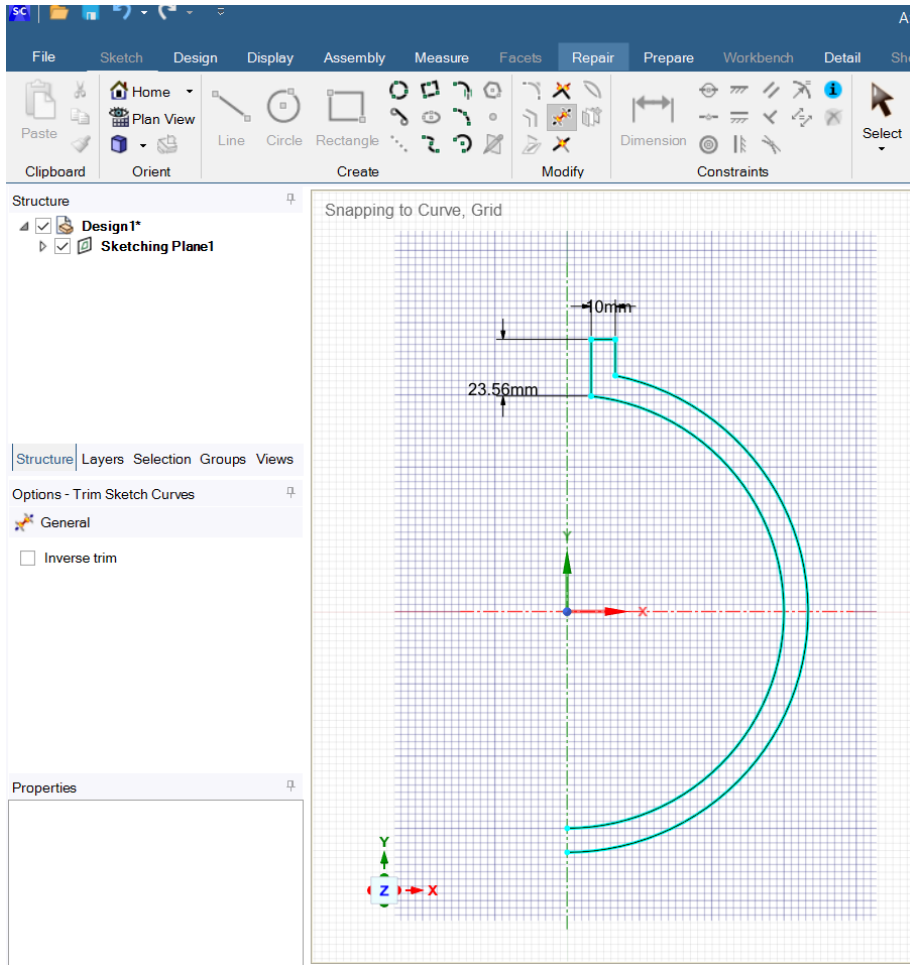 SC
A
File Sketch Design Display Assembly Measure Facets Repair Prepare Workbench Detail Sh
Home
Plan View
Paste
Line Circle Rectangle
Dimension
Select
Clipboard Orient Create Modify Constraints
Structure
Design1*
Sketching Plane1
Structure Layers Selection Groups Views
Options - Trim Sketch Curves
General
Inverse trim
Properties
Snapping to Curve, Grid
10mm
23.56mm
Y
X
Y
Z X